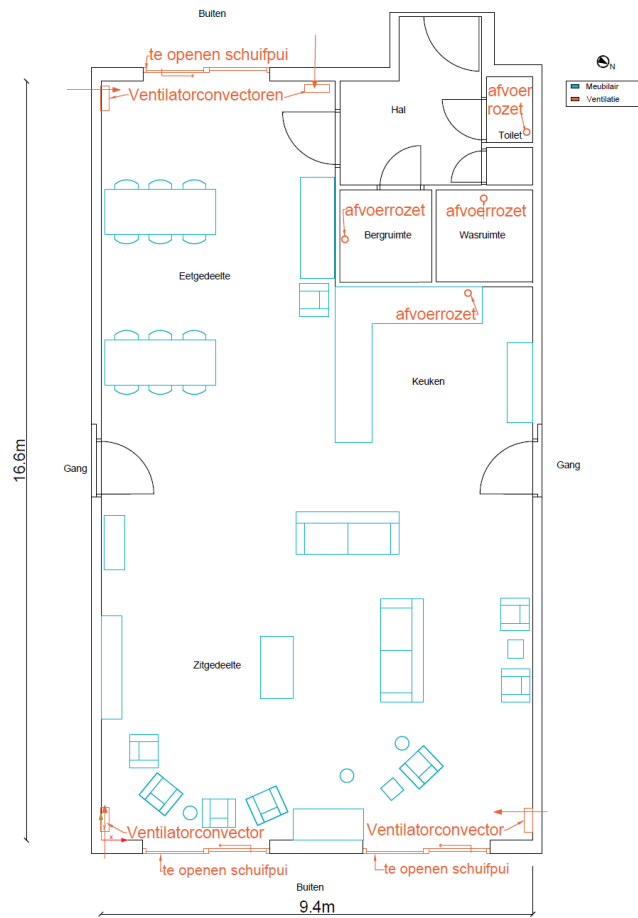 Buiten
te openen schuifpui
N
Ventilatorconvectoren
Meubilair
Ventilatie
Hal
afvoer
rozet
Toilet
afvoerrozet
afvoerrozet
Bergruimte
Wasruimte
Eetgedeelte
afvoerrozet
Keuken
16.6m
Gang
Gang
Zitgedeelte
Ventilatorconvector
Ventilatorconvector
x
te openen schuifpui
te openen schuifpui
Buiten
9.4m